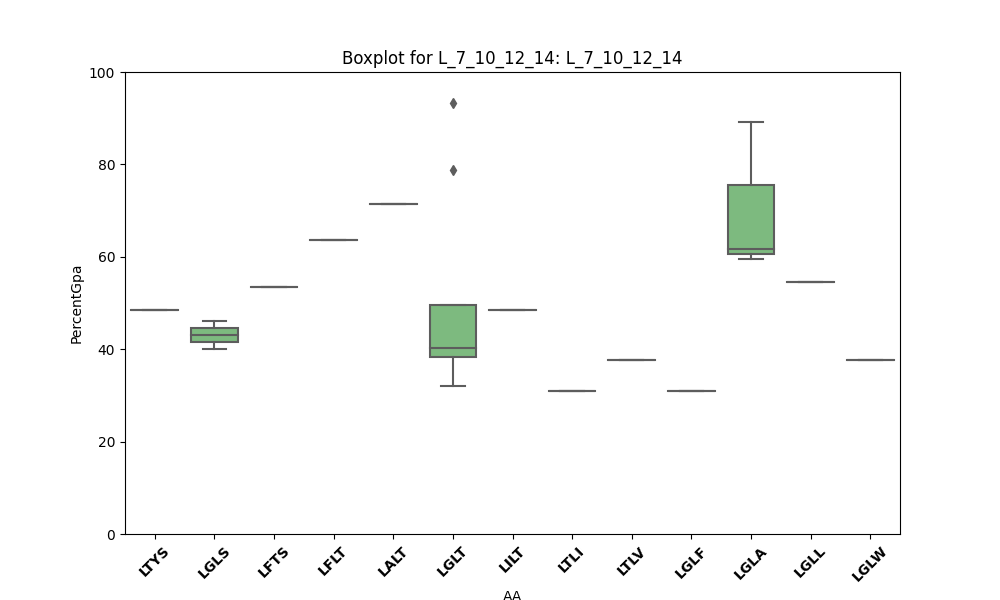 Boxplot for L_7_10_12_14: L_7_10_12_14
100
80
60
40
20
0
PercentGpa
LTYS
LGLS
LFTS
LFLT
LALT
LGLT
LILT
LTLI
LTLV
LGLF
LGLA
LGLL
LGLW
AA